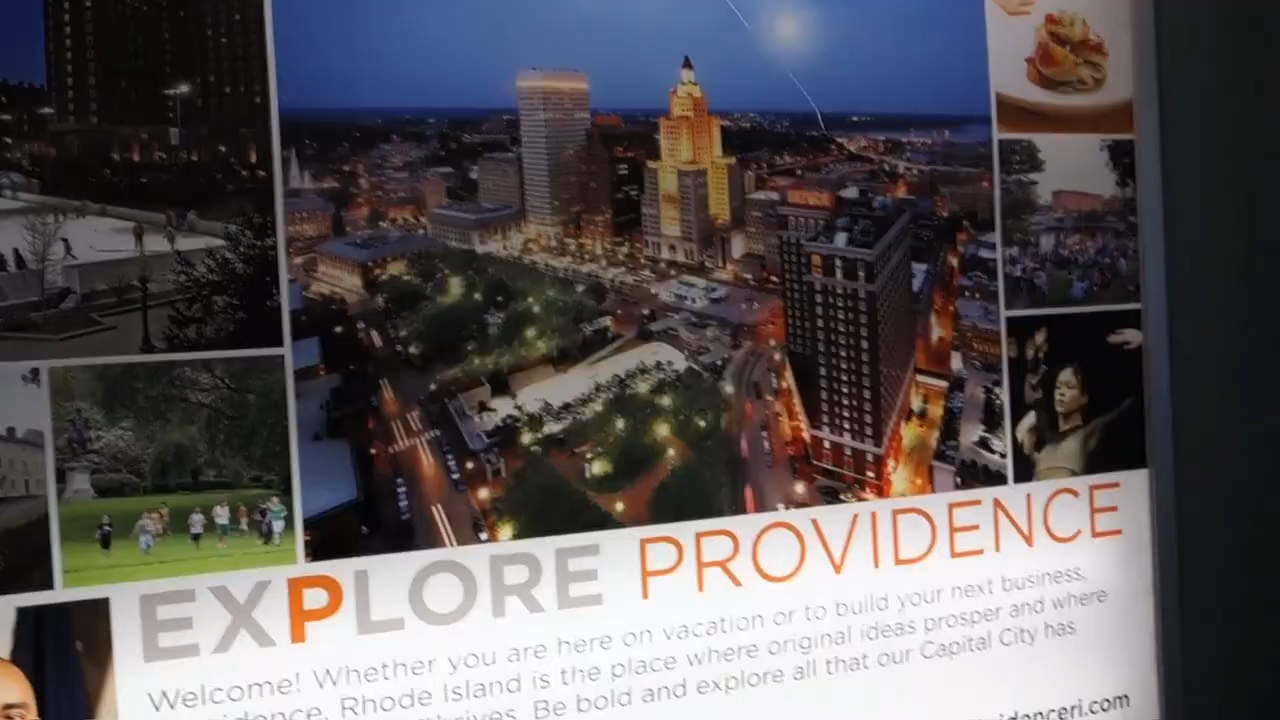 EXPLORE PROVIDENCE
Welcome! Whether you are here on vacation or to build your next business,
Rhode Island is the place where original ideas prosper and where
Be bold and explore all that our Capital City has